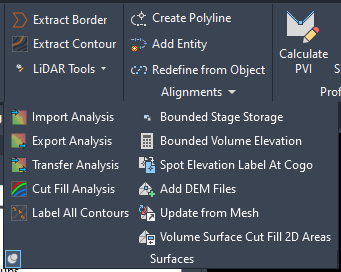 Extract Border
Extract Contour
LiDAR Tools
Create Polyline
Add Entity
Redefine from Object
Alignments
Calculate
PVI
Import Analysis
Export Analysis
Transfer Analysis
Cut Fill Analysis
Label All Contours
Bounded Stage Storage
Bounded Volume Elevation
Spot Elevation Label At Cogo
Add DEM Files
Update from Mesh
Volume Surface Cut Fill 2D Areas
Surfaces